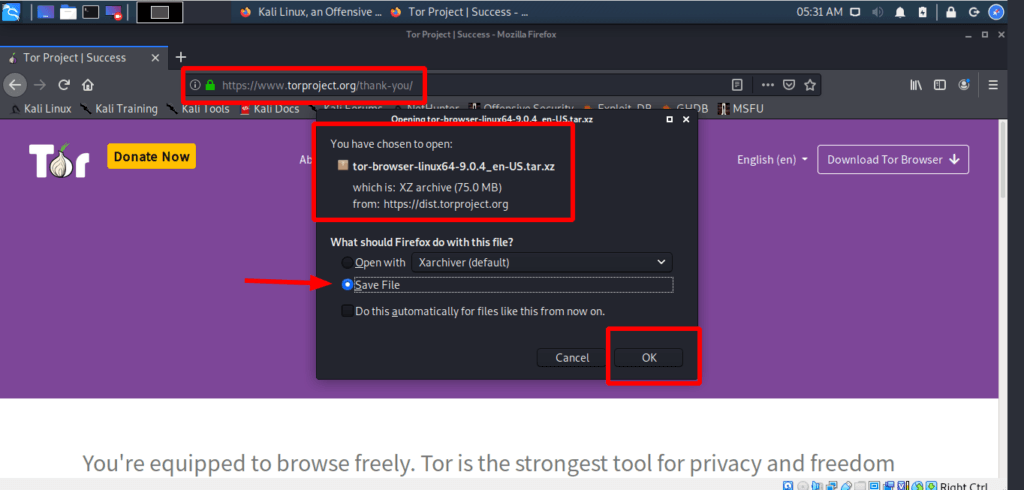 Kali Linux, an Offensive ...
Tor Project | Success - ...
05:31 AM
Tor Project | Success - Mozilla Firefox
Tor Project | Success
https://www.torproject.org/thank-you/
Kali Linux
Kali Training
Kali Tools
Kali Docs
Kali Forums
NetHunter
Offensive Security
Exploit-DB
GHDB
MSFU
Opening tor-browser-linux64-9.0.4_en-US.tar.xz
Tor
Donate Now
Ab
English (en)
Download Tor Browser
You have chosen to open:
tor-browser-linux64-9.0.4_en-US.tar.xz
which is: XZ archive (75.0 MB)
from: https://dist.torproject.org
What should Firefox do with this file?
Open with
Xarchiver (default)
Save File
Do this automatically for files like this from now on.
Cancel
OK
You're equipped to browse freely. Tor is the strongest tool for privacy and freedom
Right Ctrl